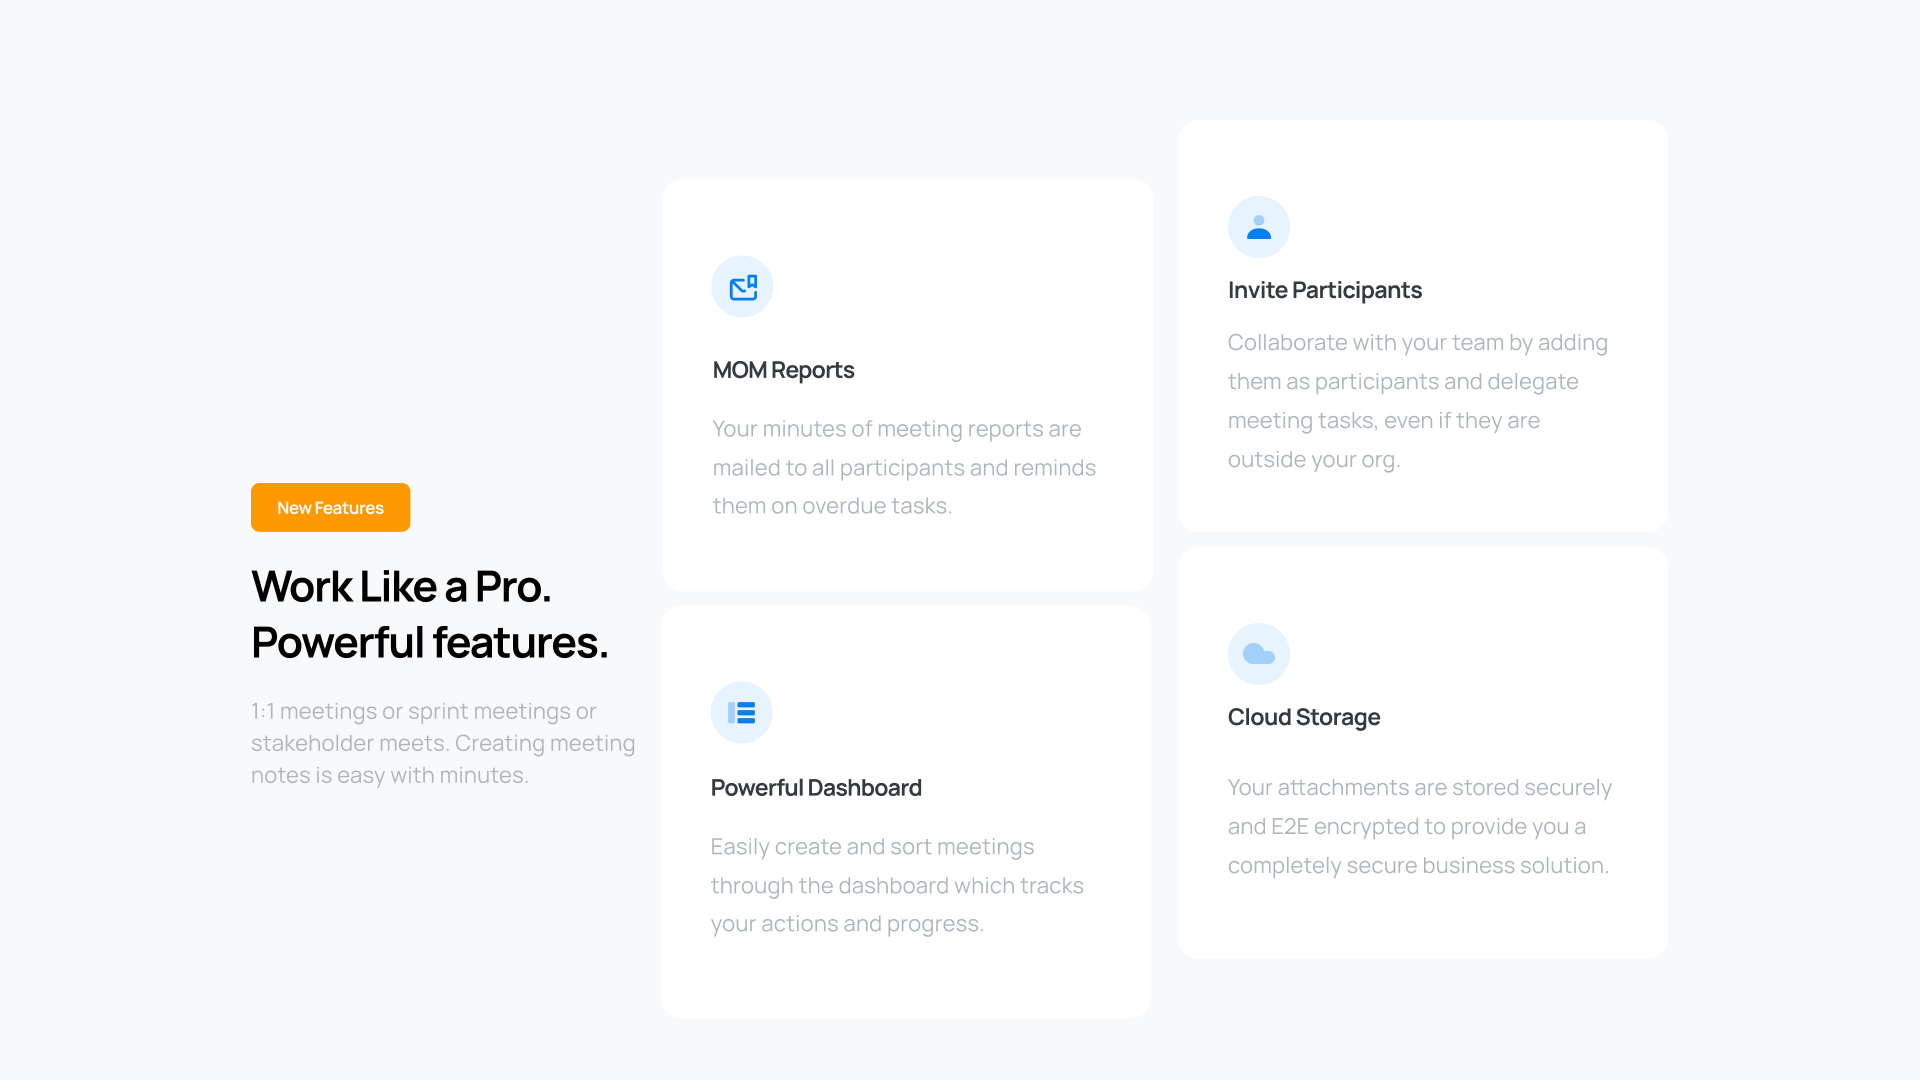 New Features
Work Like a Pro.
Powerful features.
1:1 meetings or sprint meetings or
stakeholder meets. Creating meeting
notes is easy with minutes.
MOM Reports
Your minutes of meeting reports are
mailed to all participants and reminds
them on overdue tasks.
Powerful Dashboard
Easily create and sort meetings
through the dashboard which tracks
your actions and progress.
Invite Participants
Collaborate with your team by adding
them as participants and delegate
meeting tasks, even if they are
outside your org.
Cloud Storage
Your attachments are stored securely
and E2E encrypted to provide you a
completely secure business solution.